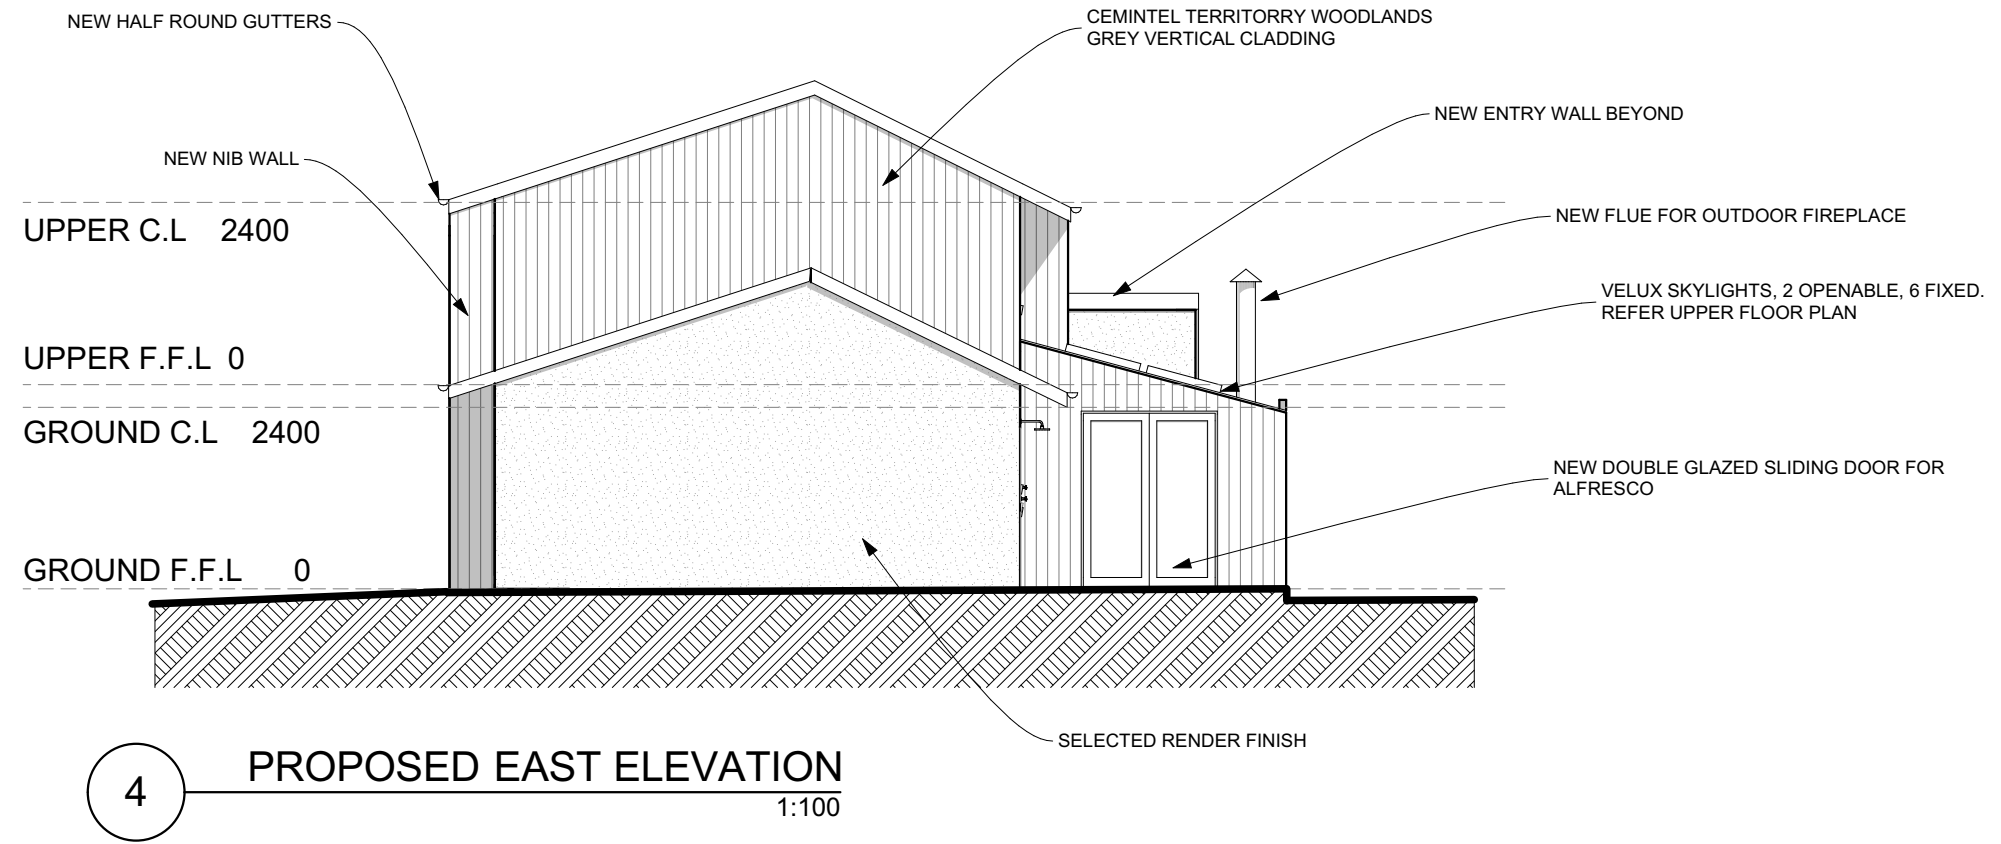 NEW HALF ROUND GUTTERS
CEMINTEL TERRITORRY WOODLANDS
GREY VERTICAL CLADDING
NEW ENTRY WALL BEYOND
NEW NIB WALL
NEW FLUE FOR OUTDOOR FIREPLACE
UPPER C.L 2400
VELUX SKYLIGHTS, 2 OPENABLE, 6 FIXED.
REFER UPPER FLOOR PLAN
UPPER F.F.L 0
GROUND C.L 2400
NEW DOUBLE GLAZED SLIDING DOOR FOR
ALFRESCO
GROUND F.F.L 0
SELECTED RENDER FINISH
4
PROPOSED EAST ELEVATION
1:100